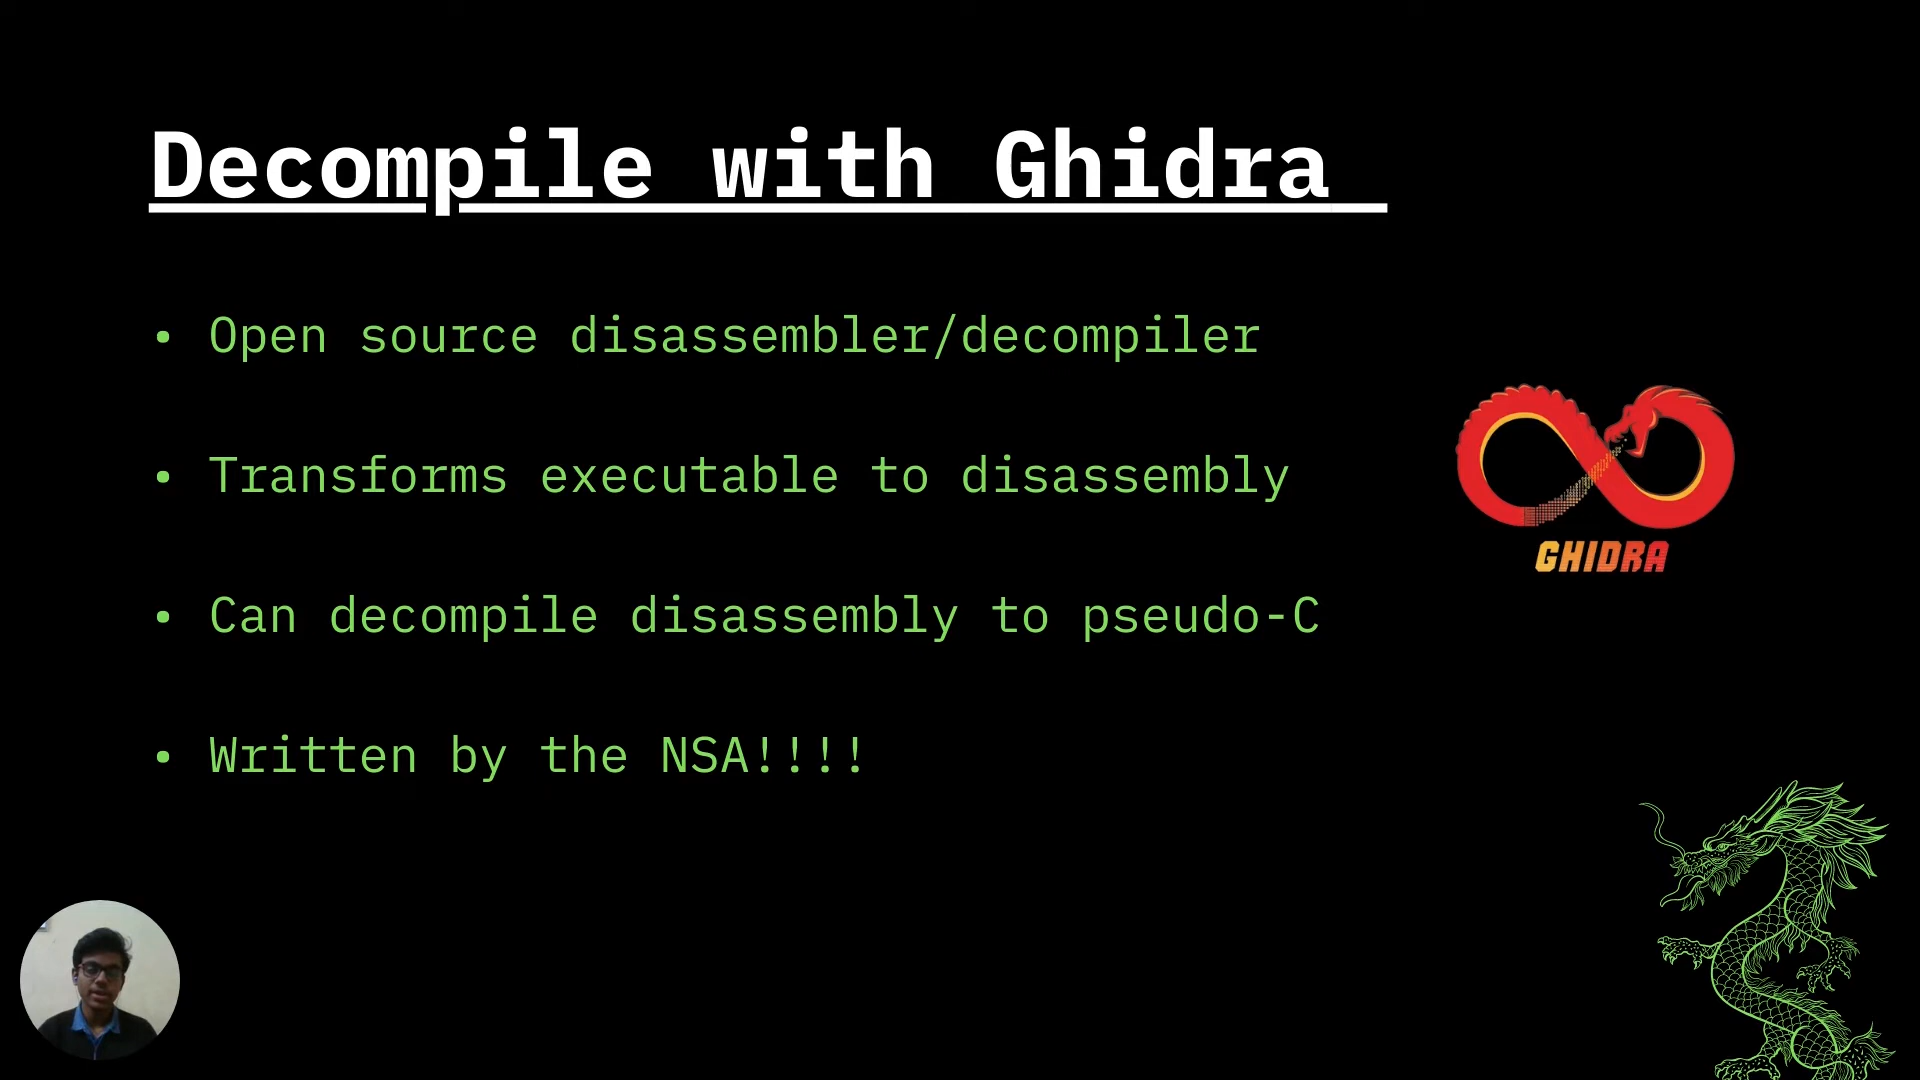 Decompile with Ghidra
• Open source disassembler/decompiler
• Transforms executable to disassembly
GHIDRA
• Can decompile disassembly to pseudo-C
• Written by the NSA!!!!